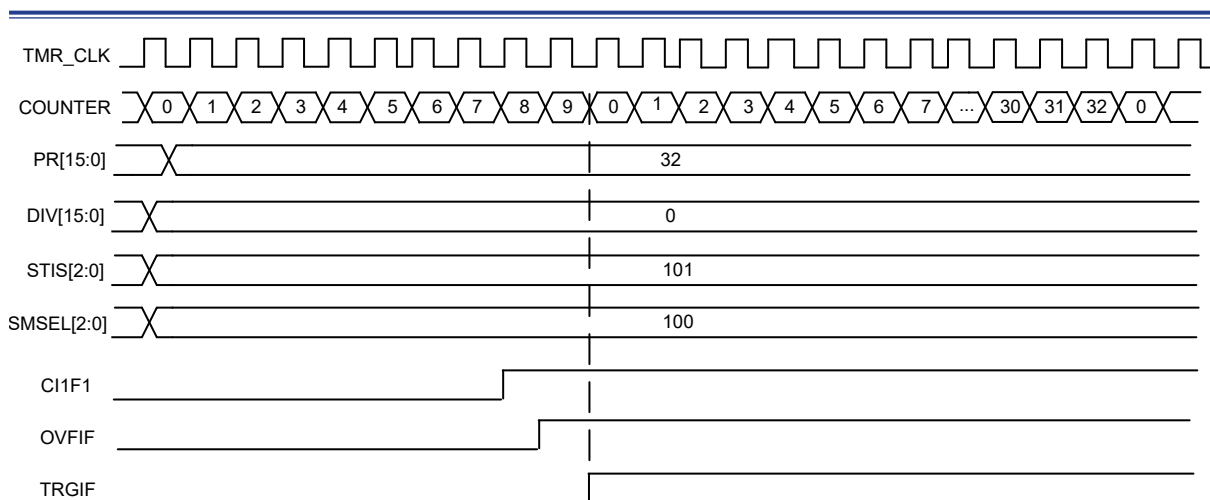 TMR_CLK
COUNTER 0 1 2 3 4 5 6 7 8 9 0 1 2 3 4 5 6 7 ... 30 31 32 0
PR[15:0] 32
DIV[15:0] 0
STIS[2:0] 101
SMSEL[2:0] 100
CI1F1
OVFIF
TRGIF